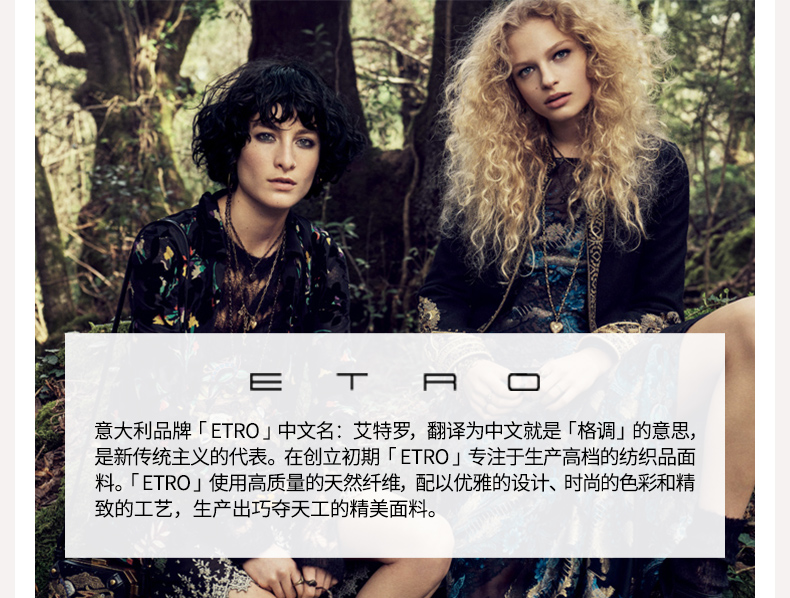 ETRO
意大利品牌「ETRO」中文名：艾特罗，翻译为中文就是「格调」的意思，
是新传统主义的代表。在创立初期「ETRO」专注于生产高档的纺织品面
料。「ETRO」使用高质量的天然纤维，配以优雅的设计、时尚的色彩和精
致的工艺，生产出巧夺天工的精美面料。